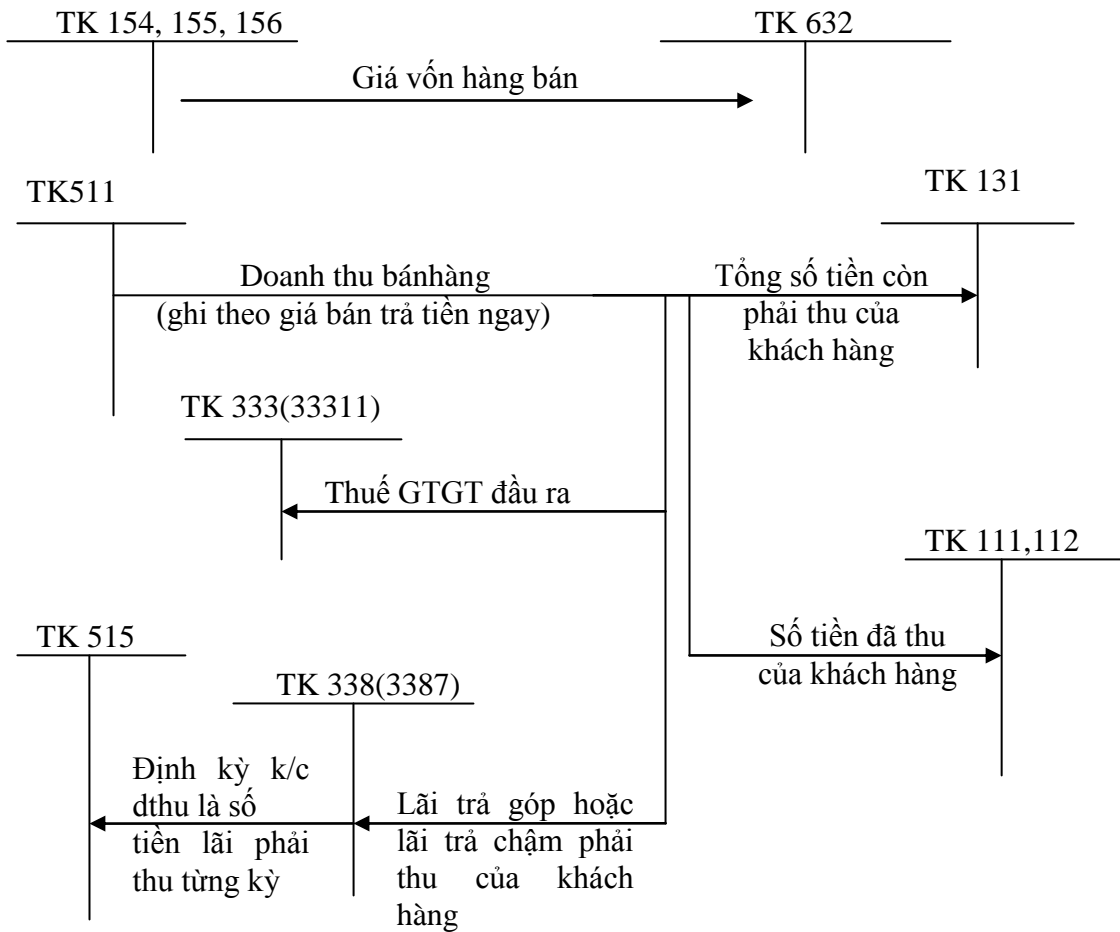 TK 154, 155, 156
TK 632
Giá vốn hàng bán
TK511
TK 131
Doanh thu bánhàng
(ghi theo giá bán trả tiền ngay)
Tổng số tiền còn
phải thu của
khách hàng
TK 333(33311)
Thuế GTGT đầu ra
TK 111,112
Số tiền đã thu
của khách hàng
TK 515
TK 338(3387)
Định kỳ k/c
dthu là số
tiền lãi phải
thu từng kỳ
Lãi trả góp hoặc
lãi trả chậm phải
thu của khách
hàng